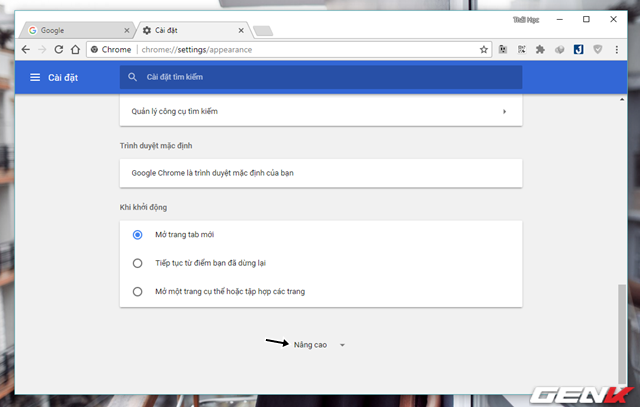 Thái Ngọc
Google
Cài đặt
Chrome
chrome://settings/appearance
Cài đặt
Cài đặt tìm kiếm
Quản lý công cụ tìm kiếm
Trình duyệt mặc định
Google Chrome là trình duyệt mặc định của bạn
Khi khởi động
Mở trang tab mới
Tiếp tục từ điểm bạn đã dừng lại
Mở một trang cụ thể hoặc tập hợp các trang
Nâng cao
GENK